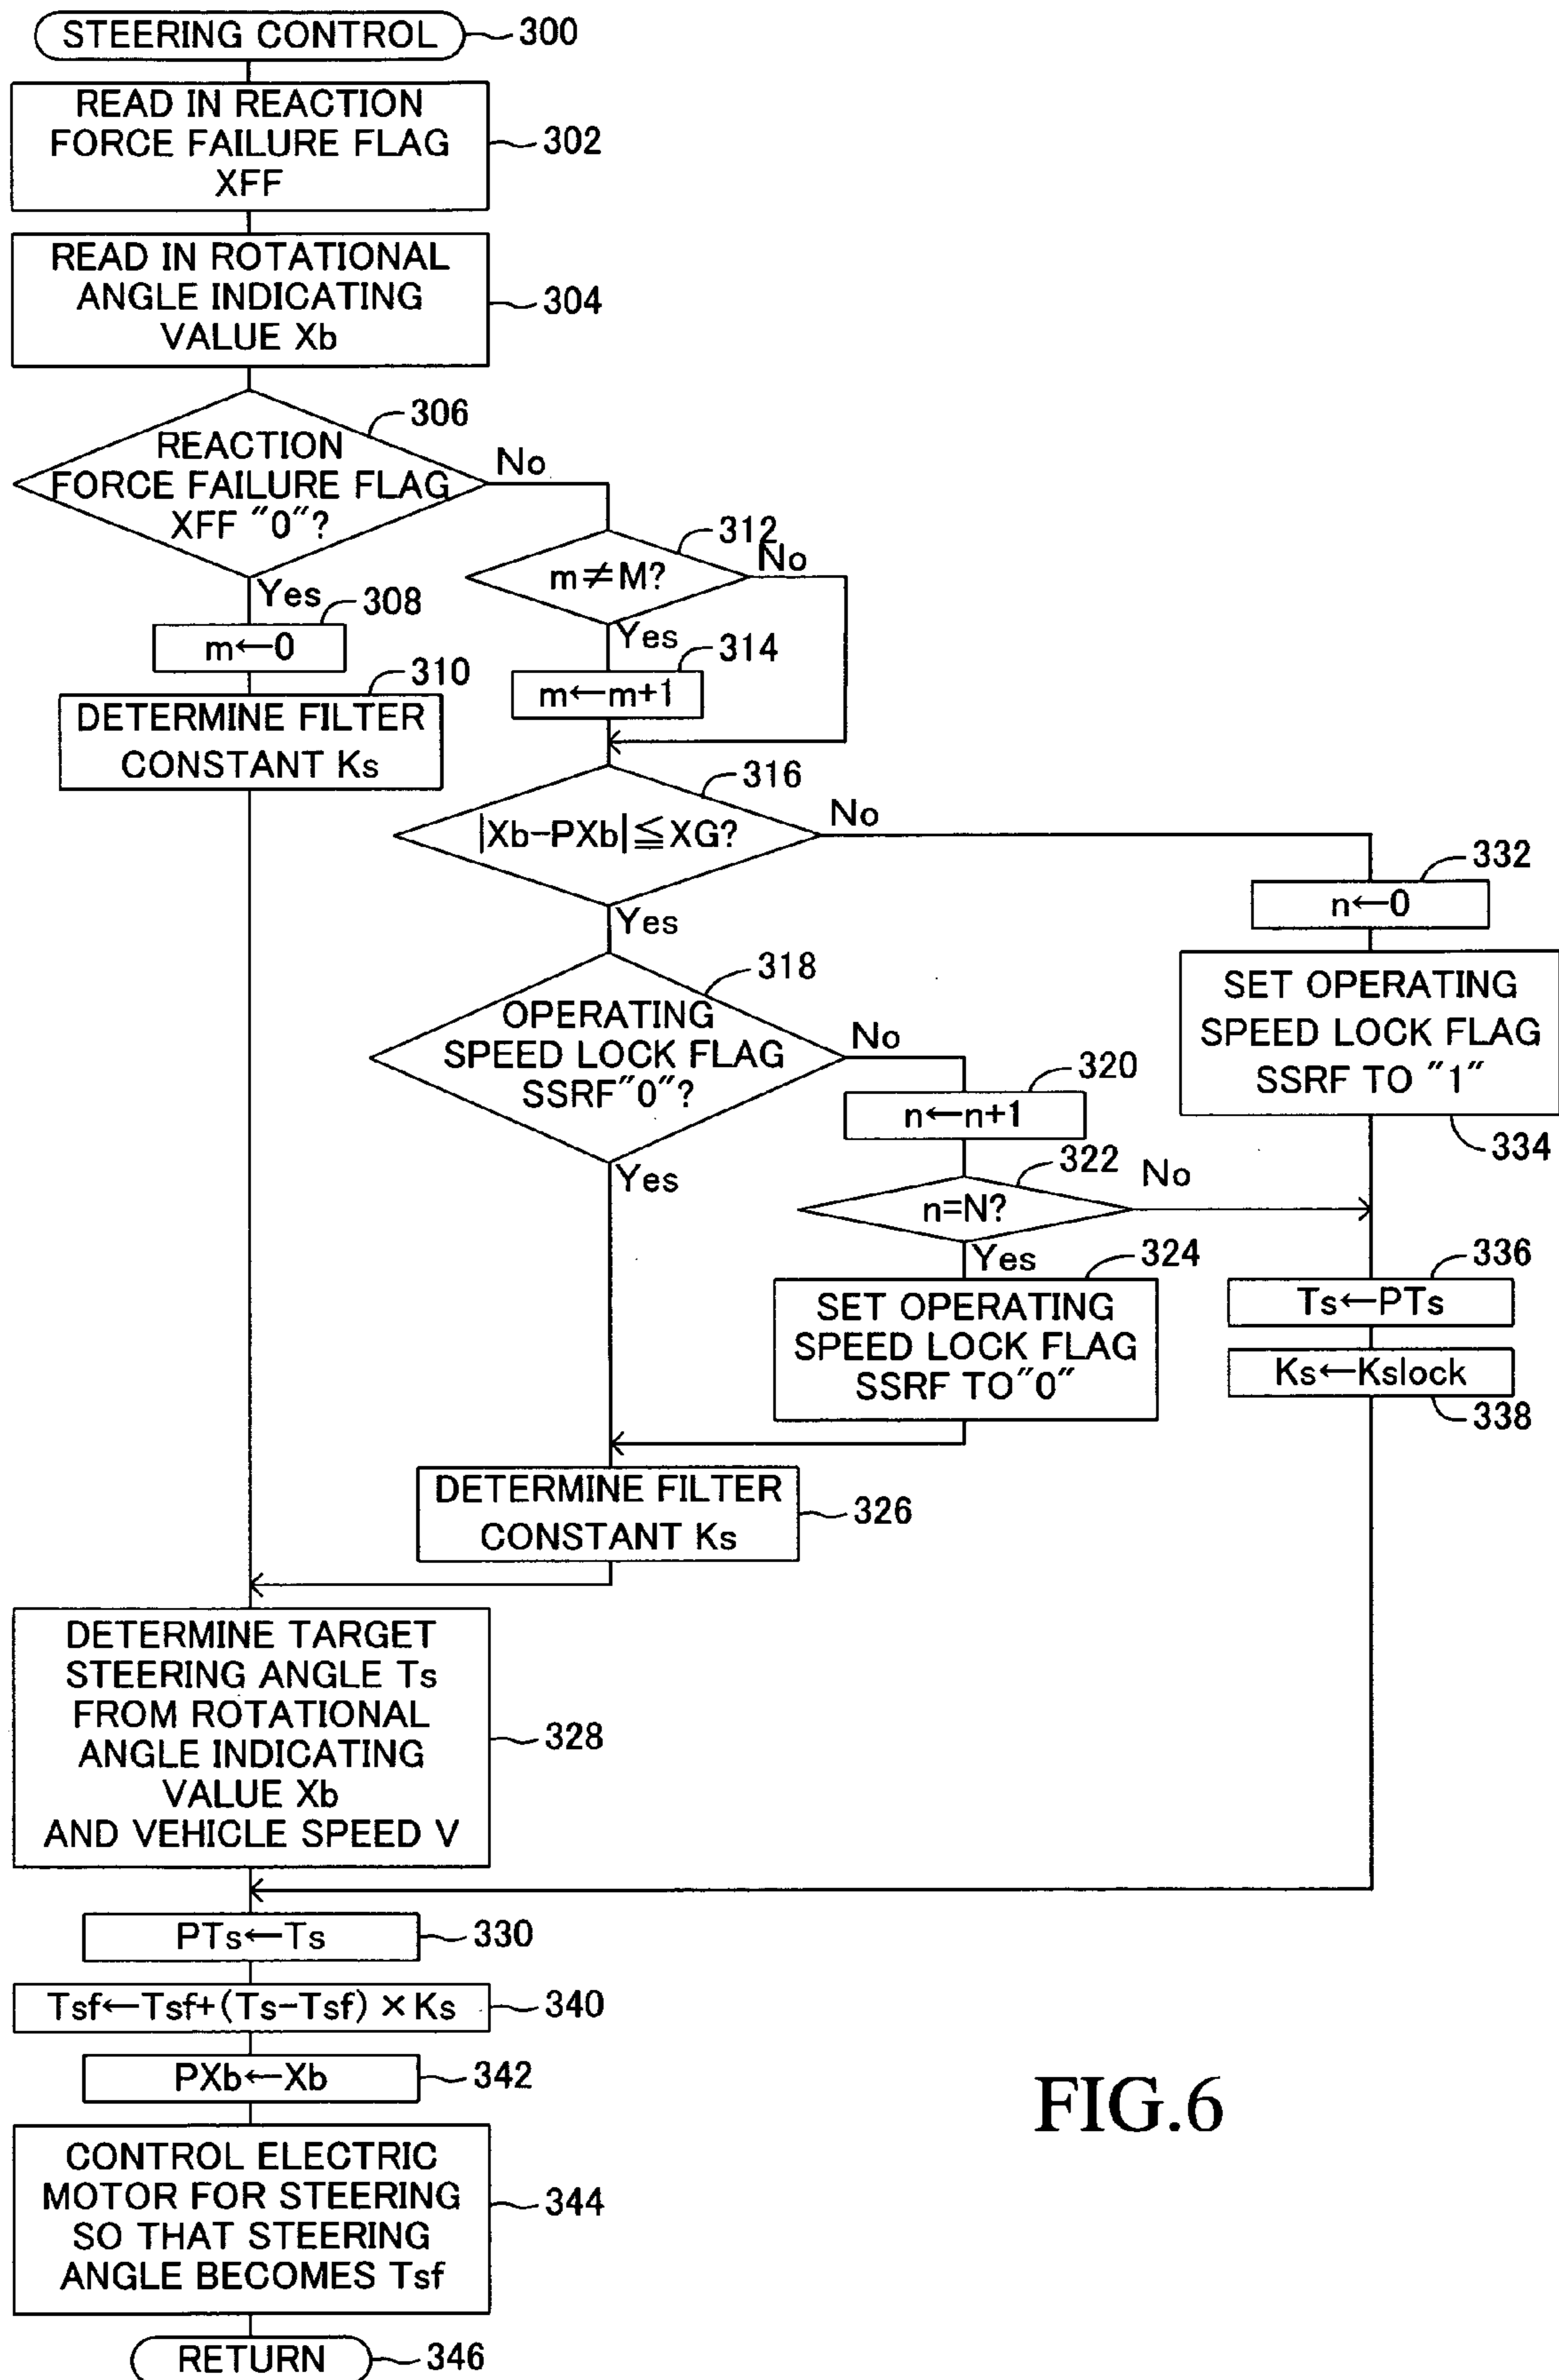 STEERING CONTROL
300
READ IN REACTION
FORCE FAILURE FLAG
XFF
302
READ IN ROTATIONAL
ANGLE INDICATING
VALUE Xb
304
306
REACTION
FORCE FAILURE FLAG
XFF "0"?
No
Yes
308
m←0
310
DETERMINE FILTER
CONSTANT Ks
312
m≠M?
No
Yes
314
m←m+1
316
|Xb-PXb|≦XG?
No
Yes
318
OPERATING
SPEED LOCK FLAG
SSRF"0"?
No
Yes
320
n←n+1
322
n=N?
No
Yes
324
SET OPERATING
SPEED LOCK FLAG
SSRF TO"0"
DETERMINE FILTER
CONSTANT Ks
326
332
n←0
SET OPERATING
SPEED LOCK FLAG
SSRF TO "1"
334
336
Ts←PTs
Ks←Kslock
338
DETERMINE TARGET
STEERING ANGLE Ts
FROM ROTATIONAL
ANGLE INDICATING
VALUE Xb
AND VEHICLE SPEED V
328
PTs←Ts
330
Tsf←Tsf+(Ts-Tsf)×Ks
340
PXb←Xb
342
CONTROL ELECTRIC
MOTOR FOR STEERING
SO THAT STEERING
ANGLE BECOMES Tsf
344
RETURN
346
FIG.6